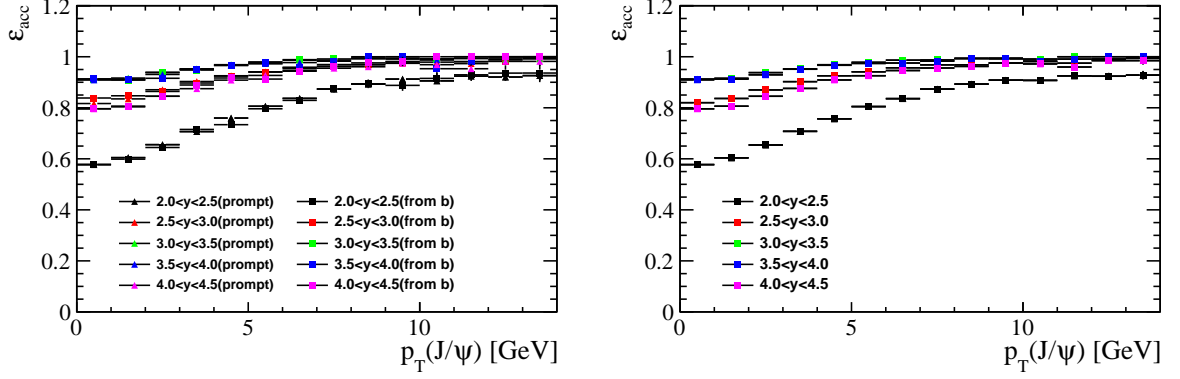 ε_acc
1.2
1
0.8
0.6
0.4
0.2
0
2.0<y<2.5(prompt) 2.0<y<2.5(from b)
2.5<y<3.0(prompt) 2.5<y<3.0(from b)
3.0<y<3.5(prompt) 3.0<y<3.5(from b)
3.5<y<4.0(prompt) 3.5<y<4.0(from b)
4.0<y<4.5(prompt) 4.0<y<4.5(from b)
0 5 10
p_T(J/ψ) [GeV]
ε_acc
1.2
1
0.8
0.6
0.4
0.2
0
2.0<y<2.5
2.5<y<3.0
3.0<y<3.5
3.5<y<4.0
4.0<y<4.5
0 5 10
p_T(J/ψ) [GeV]